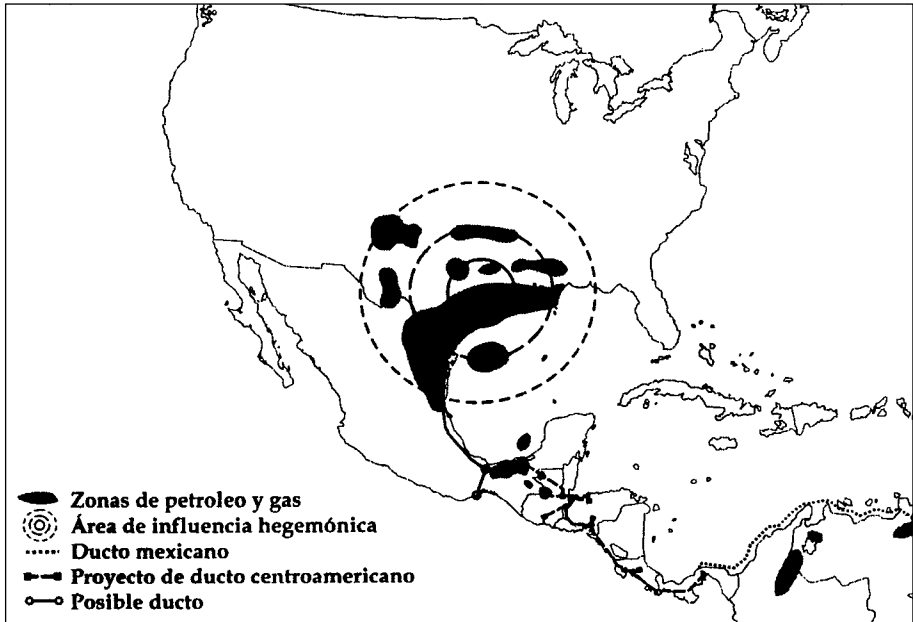 Zonas de petroleo y gas
Área de influencia hegemónica
Ducto mexicano
Proyecto de ducto centroamericano
Posible ducto